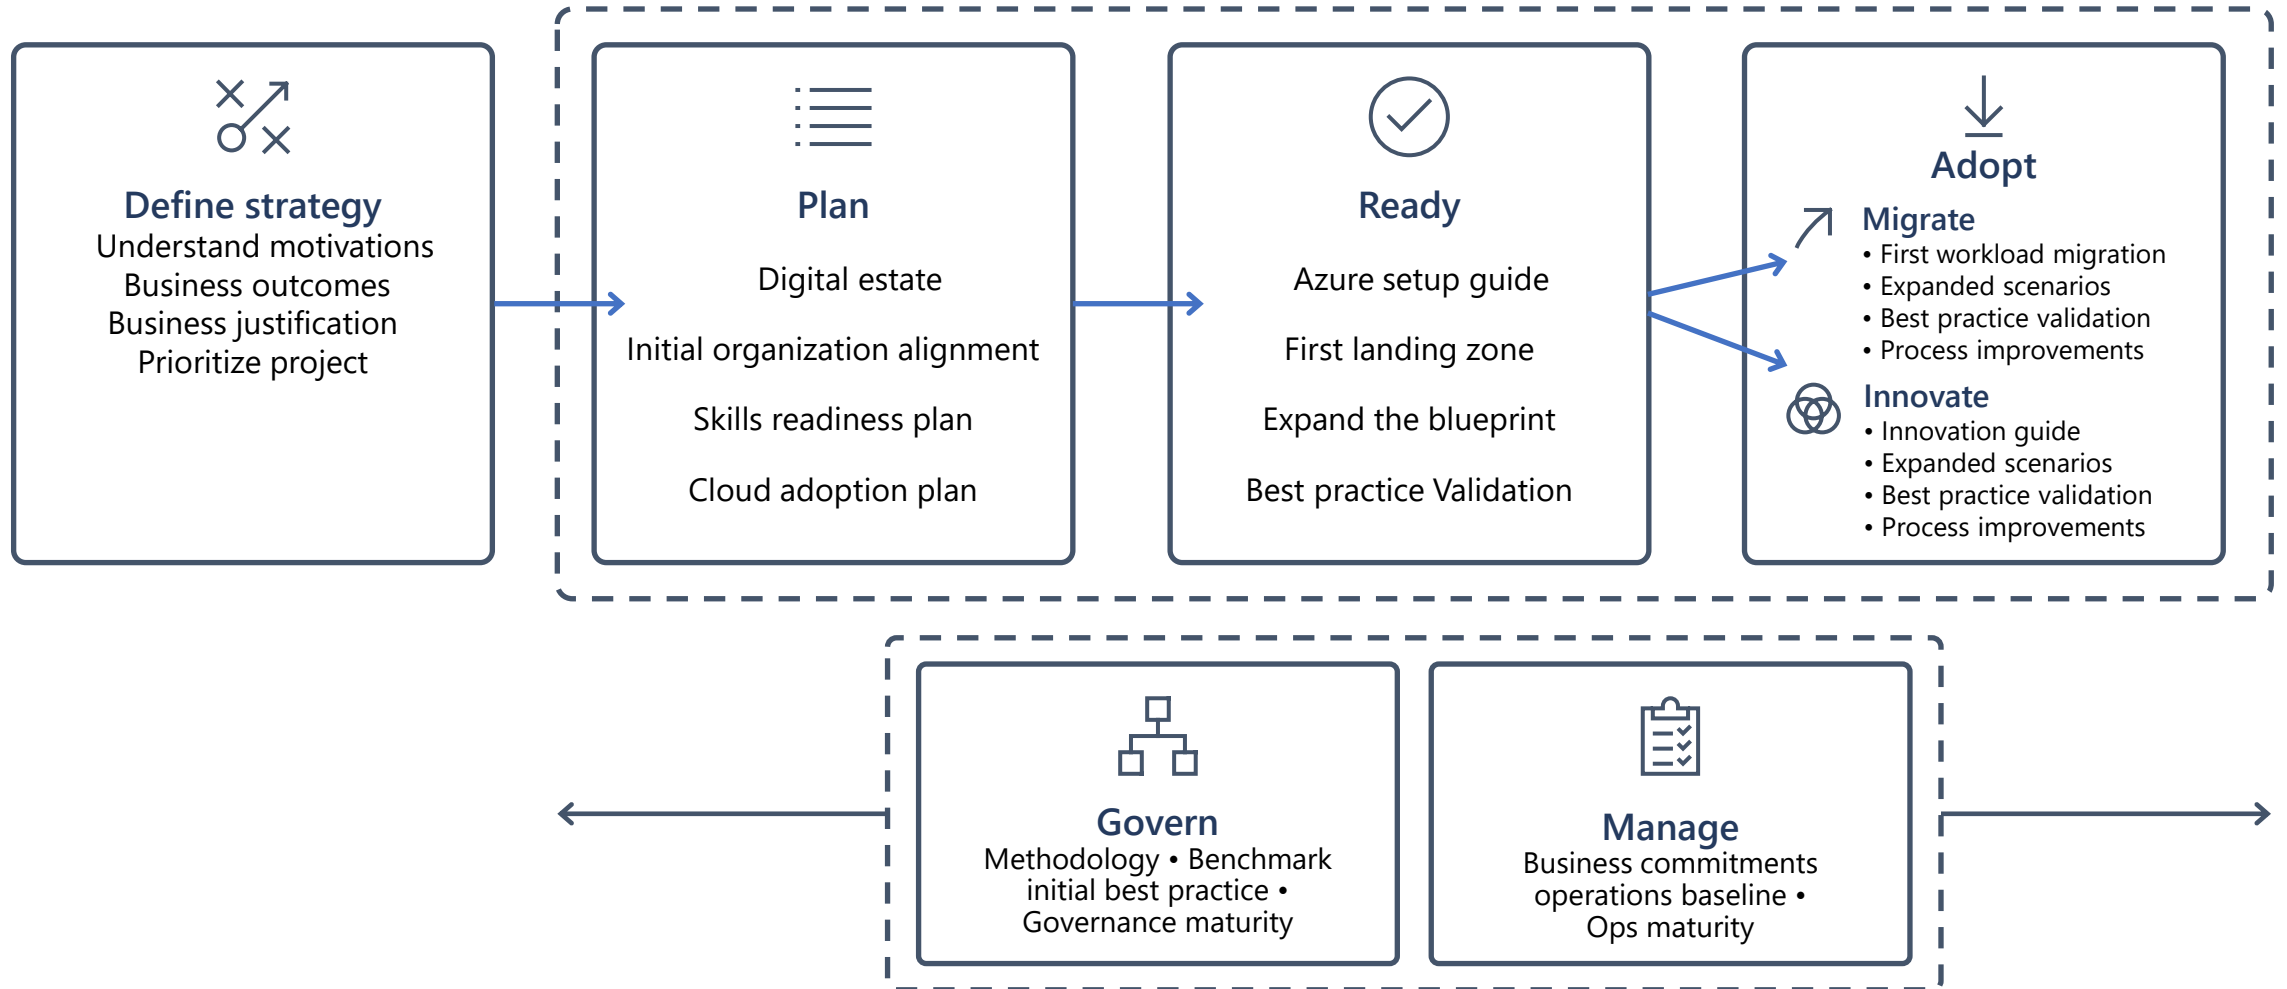 Define strategy
Understand motivations
Business outcomes
Business justification
Prioritize project
Plan
Digital estate
Initial organization alignment
Skills readiness plan
Cloud adoption plan
Ready
Azure setup guide
First landing zone
Expand the blueprint
Best practice Validation
Adopt
Migrate
• First workload migration
• Expanded scenarios
• Best practice validation
• Process improvements
Innovate
• Innovation guide
• Expanded scenarios
• Best practice validation
• Process improvements
Govern
Methodology • Benchmark
initial best practice •
Governance maturity
Manage
Business commitments
operations baseline •
Ops maturity